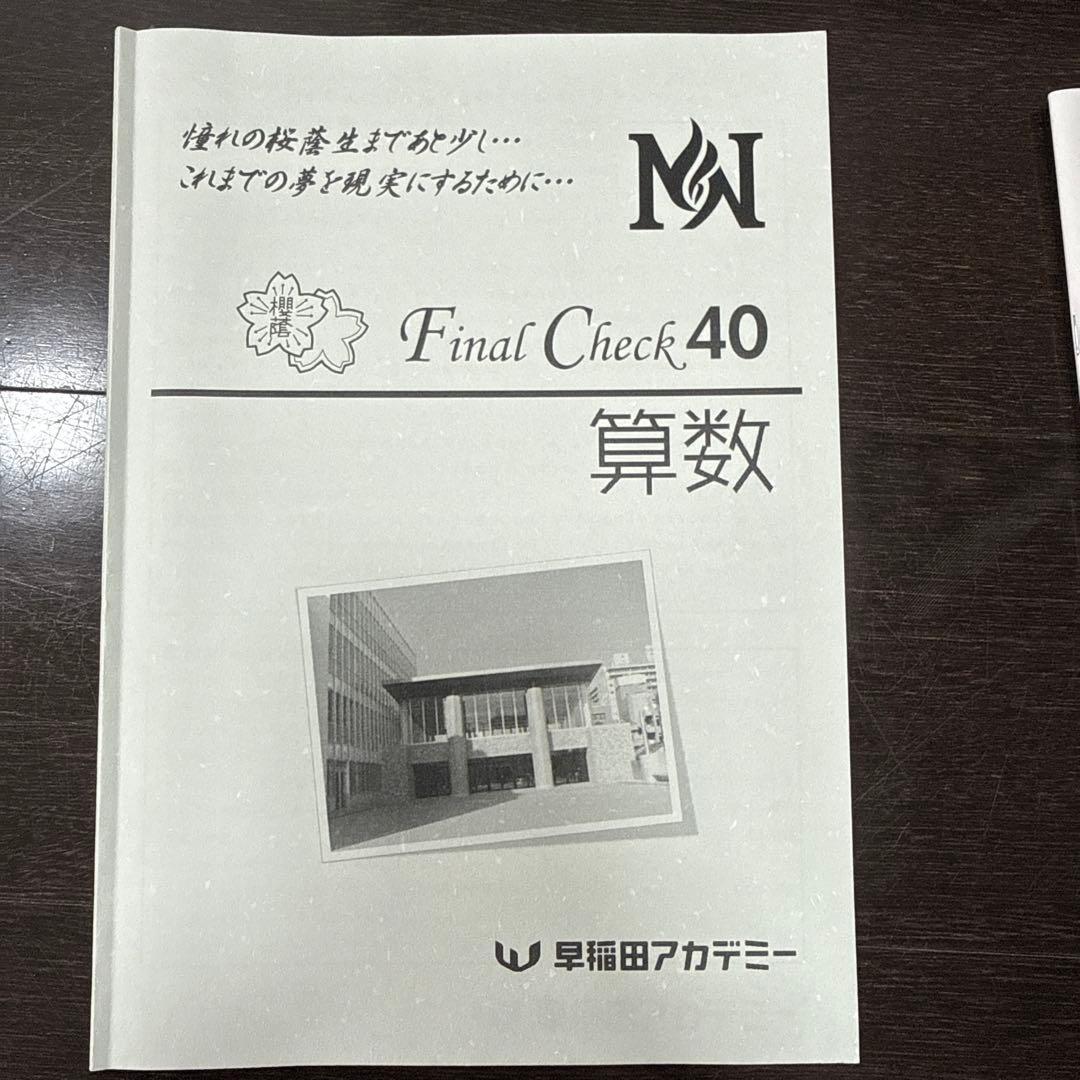 憧れの桜蔭生まであと少し…
これまでの夢を現実にするために…
NN
櫻蔭
Final Check 40
算数
早稲田アカデミー